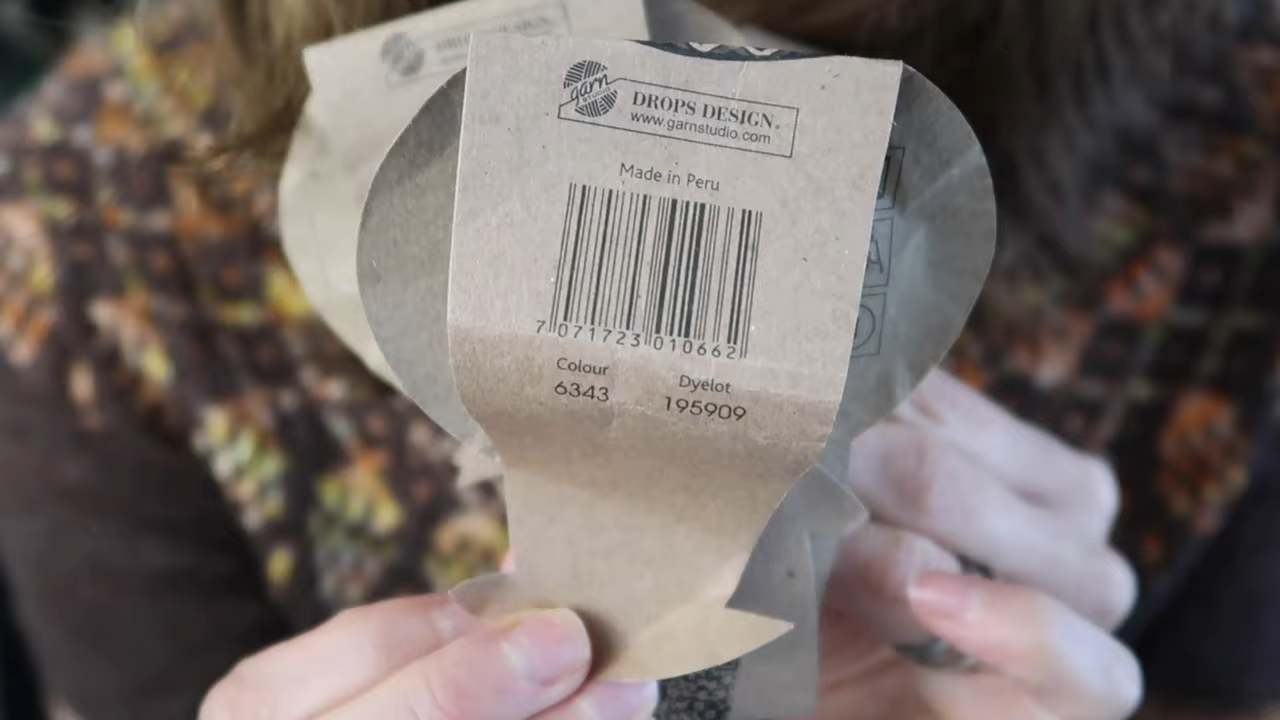 garn
STUDIO
DROPS DESIGN®
www.garnstudio.com
Made in Peru
7 071723 010662
Colour Dyelot
6343 195909